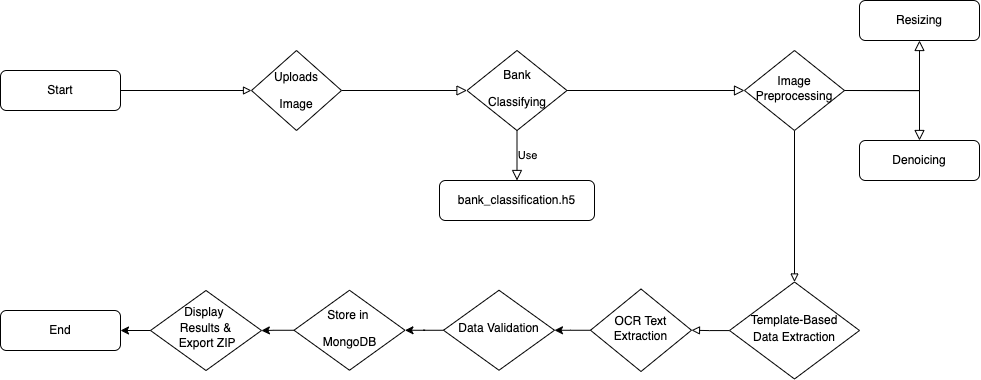 Start
Uploads
Image
Bank
Classifying
Use
bank_classification.h5
Image
Preprocessing
Resizing
Denoicing
Template-Based
Data Extraction
OCR Text
Extraction
Data Validation
Store in
MongoDB
Display
Results &
Export ZIP
End